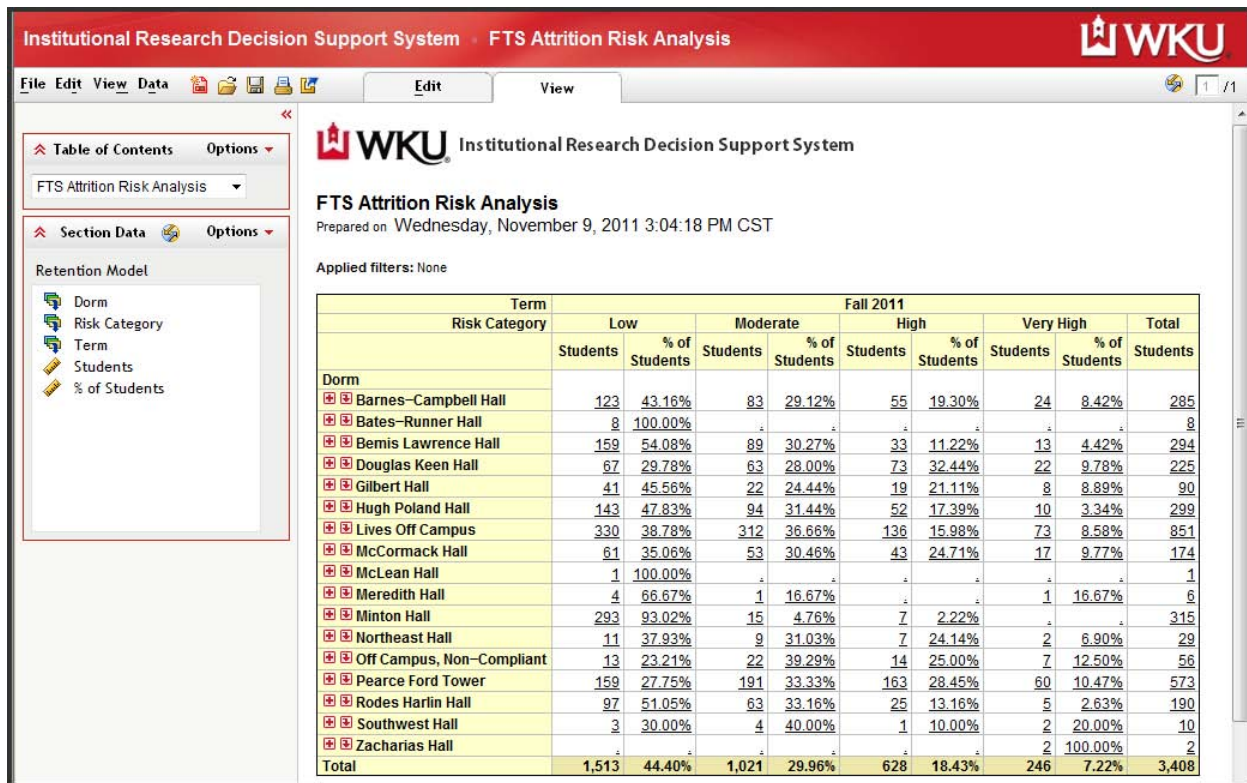 Institutional Research Decision Support System FTS Attrition Risk Analysis WKU
File Edit View Data Edit View 1 /1
Table of Contents Options
FTS Attrition Risk Analysis
Section Data Options
Retention Model
Dorm
Risk Category
Term
Students
% of Students
WKU Institutional Research Decision Support System
FTS Attrition Risk Analysis
Prepared on Wednesday, November 9, 2011 3:04:18 PM CST
Applied filters: None
Term Fall 2011
Risk Category Low Moderate High Very High Total
Students % of Students Students % of Students Students % of Students Students % of Students Students
Dorm
Barnes-Campbell Hall 123 43.16% 83 29.12% 55 19.30% 24 8.42% 285
Bates-Runner Hall 8 100.00% . . . . . . 8
Bemis Lawrence Hall 159 54.08% 89 30.27% 33 11.22% 13 4.42% 294
Douglas Keen Hall 67 29.78% 63 28.00% 73 32.44% 22 9.78% 225
Gilbert Hall 41 45.56% 22 24.44% 19 21.11% 8 8.89% 90
Hugh Poland Hall 143 47.83% 94 31.44% 52 17.39% 10 3.34% 299
Lives Off Campus 330 38.78% 312 36.66% 136 15.98% 73 8.58% 851
McCormack Hall 61 35.06% 53 30.46% 43 24.71% 17 9.77% 174
McLean Hall 1 100.00% . . . . . . 1
Meredith Hall 4 66.67% 1 16.67% . . 1 16.67% 6
Minton Hall 293 93.02% 15 4.76% 7 2.22% . . 315
Northeast Hall 11 37.93% 9 31.03% 7 24.14% 2 6.90% 29
Off Campus, Non-Compliant 13 23.21% 22 39.29% 14 25.00% 7 12.50% 56
Pearce Ford Tower 159 27.75% 191 33.33% 163 28.45% 60 10.47% 573
Rodes Harlin Hall 97 51.05% 63 33.16% 25 13.16% 5 2.63% 190
Southwest Hall 3 30.00% 4 40.00% 1 10.00% 2 20.00% 10
Zacharias Hall . . . . . . 2 100.00% 2
Total 1,513 44.40% 1,021 29.96% 628 18.43% 246 7.22% 3,408